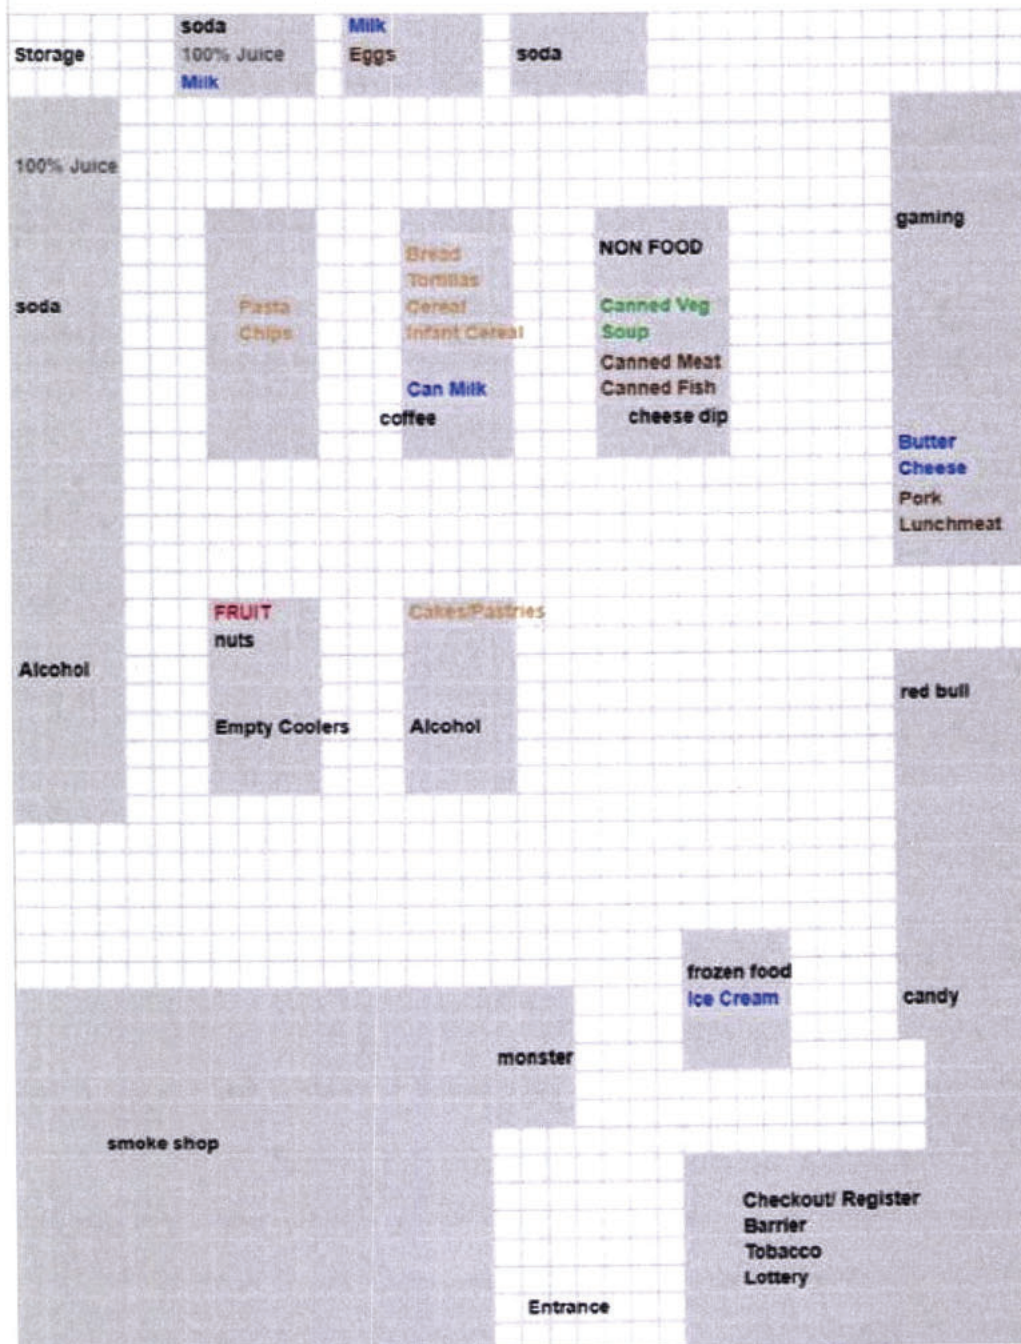 Storage
soda
100% Juice
Milk
Milk
Eggs
soda
100% Juice
soda
Alcohol
Pasta
Chips
Bread
Tortillas
Cereal
Infant Cereal
Can Milk
coffee
NON FOOD
Canned Veg
Soup
Canned Meat
Canned Fish
cheese dip
gaming
Butter
Cheese
Pork
Lunchmeat
FRUIT
nuts
Empty Coolers
Cakes/Pastries
Alcohol
red bull
candy
frozen food
Ice Cream
monster
smoke shop
Checkout/ Register
Barrier
Tobacco
Lottery
Entrance